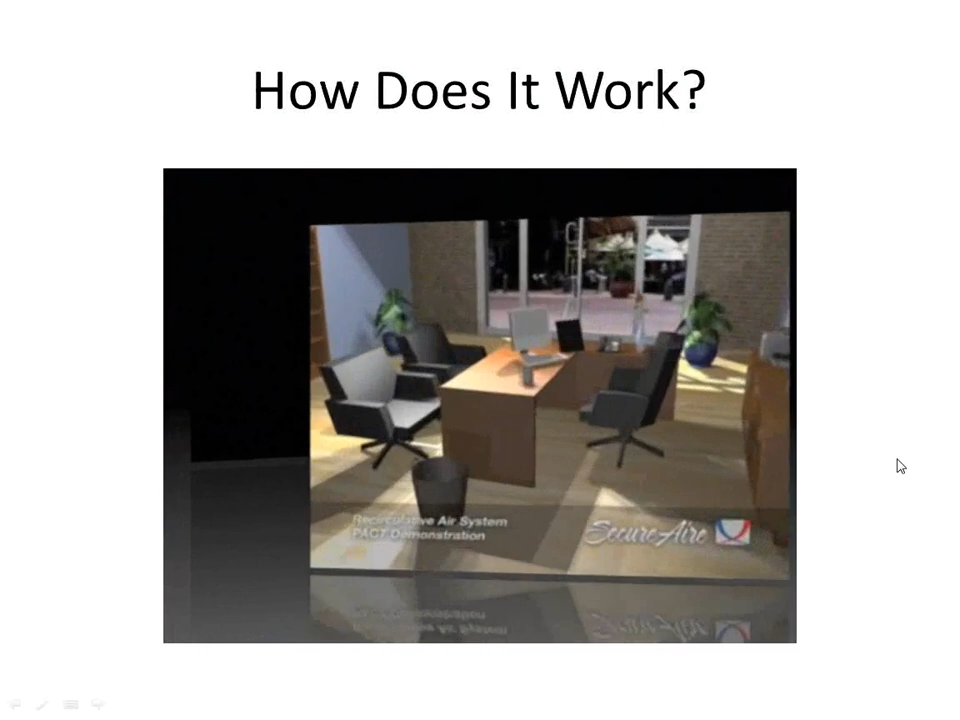 How Does It Work?
Recirculative Air System
PACT Demonstration
SecureAire